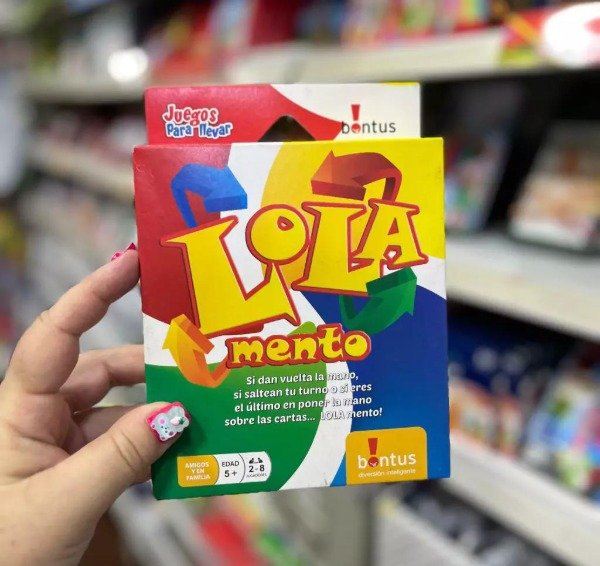 Juegos
Para llevar
bontus
LOLA
mento
Si dan vuelta la mano,
si saltean tu turno o si eres
el último en poner la mano
sobre las cartas... LOLA mento!
AMIGOS
Y EN
FAMILIA
EDAD
5+
2-8
JUGADORES
bontus
diversión inteligente